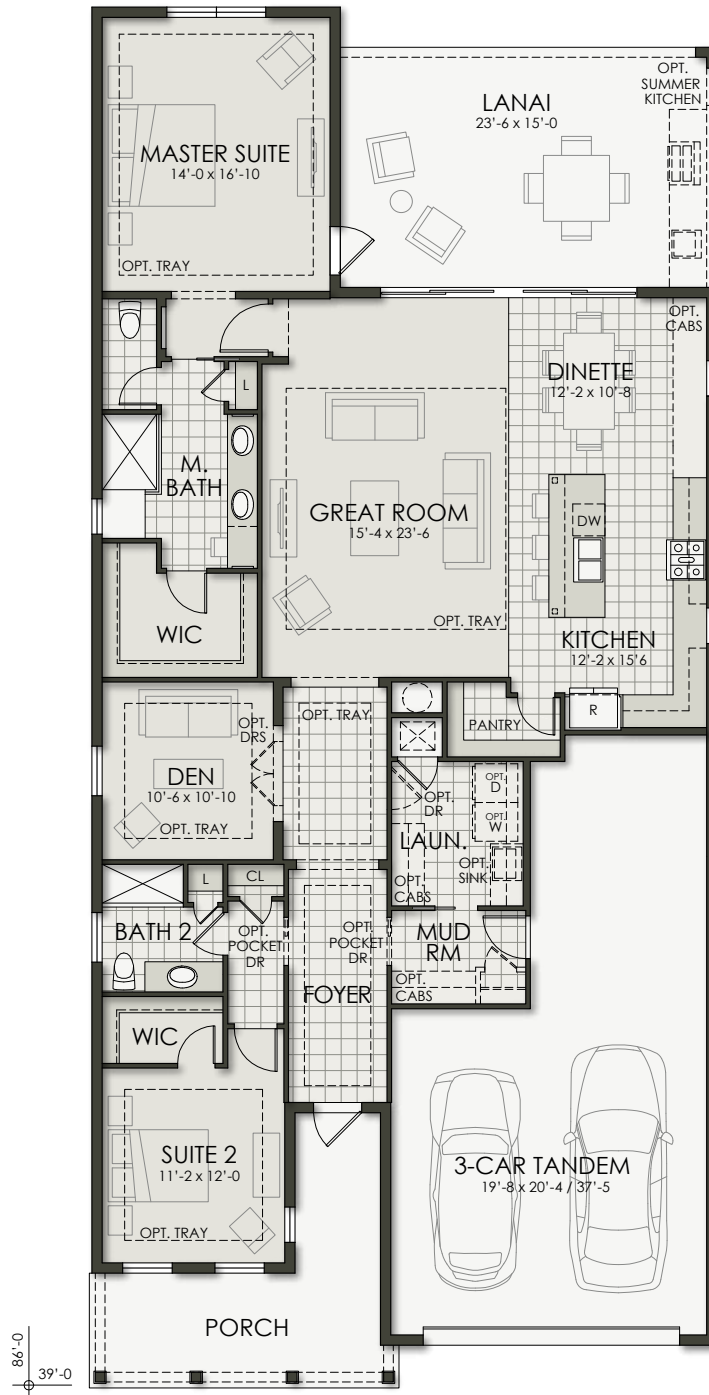 OPT.
SUMMER
KITCHEN
LANAI
23'-6 x 15'-0
MASTER SUITE
14'-0 x 16'-10
OPT. TRAY
OPT.
CABS
DINETTE
12'-2 x 10'-8
L
M.
BATH
GREAT ROOM
15'-4 x 23'-6
DW
OPT. TRAY
WIC
KITCHEN
12'-2 x 15'6
R
PANTRY
OPT. TRAY
OPT.
DRS
DEN
10'-6 x 10'-10
OPT. TRAY
OPT.
DR
OPT.
D
OPT.
W
LAUN.
OPT.
SINK
OPT.
CABS
L
CL
BATH 2
OPT.
POCKET
DR
OPT.
POCKET
DR
MUD
RM
OPT.
CABS
FOYER
WIC
SUITE 2
11'-2 x 12'-0
OPT. TRAY
3-CAR TANDEM
19'-8 x 20'-4 / 37'-5
PORCH
86'-0
39'-0